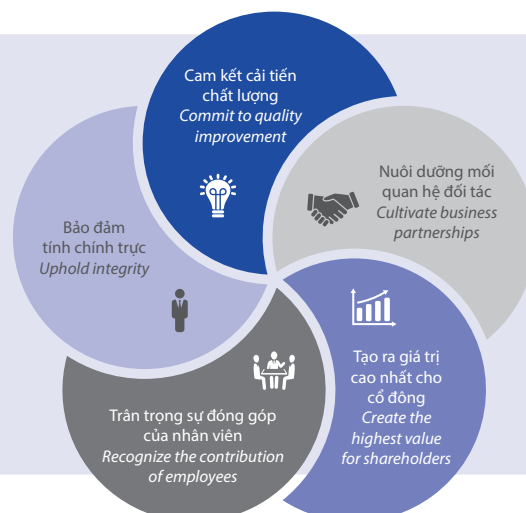 Cam kết cải tiến
chất lượng
Commit to quality
improvement
Nuôi dưỡng mối
quan hệ đối tác
Cultivate business
partnerships
Tạo ra giá trị
cao nhất cho
cổ đông
Create the
highest value
for shareholders
Trân trọng sự đóng góp
của nhân viên
Recognize the contribution
of employees
Bảo đảm
tính chính trực
Uphold integrity